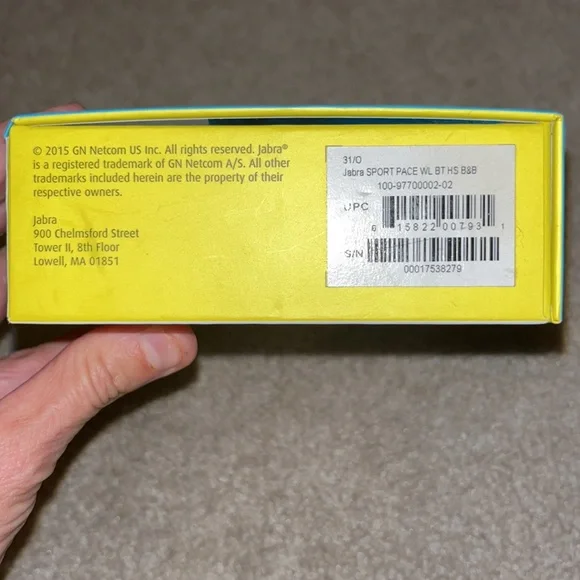 © 2015 GN Netcom US Inc. All rights reserved. Jabra®
is a registered trademark of GN Netcom A/S. All other
trademarks included herein are the property of their
respective owners.
Jabra
900 Chelmsford Street
Tower II, 8th Floor
Lowell, MA 01851
31/O
Jabra SPORT PACE WL BT HS B&B
100-97700002-02
UPC
6 15822 00793 1
S/N
00017538279